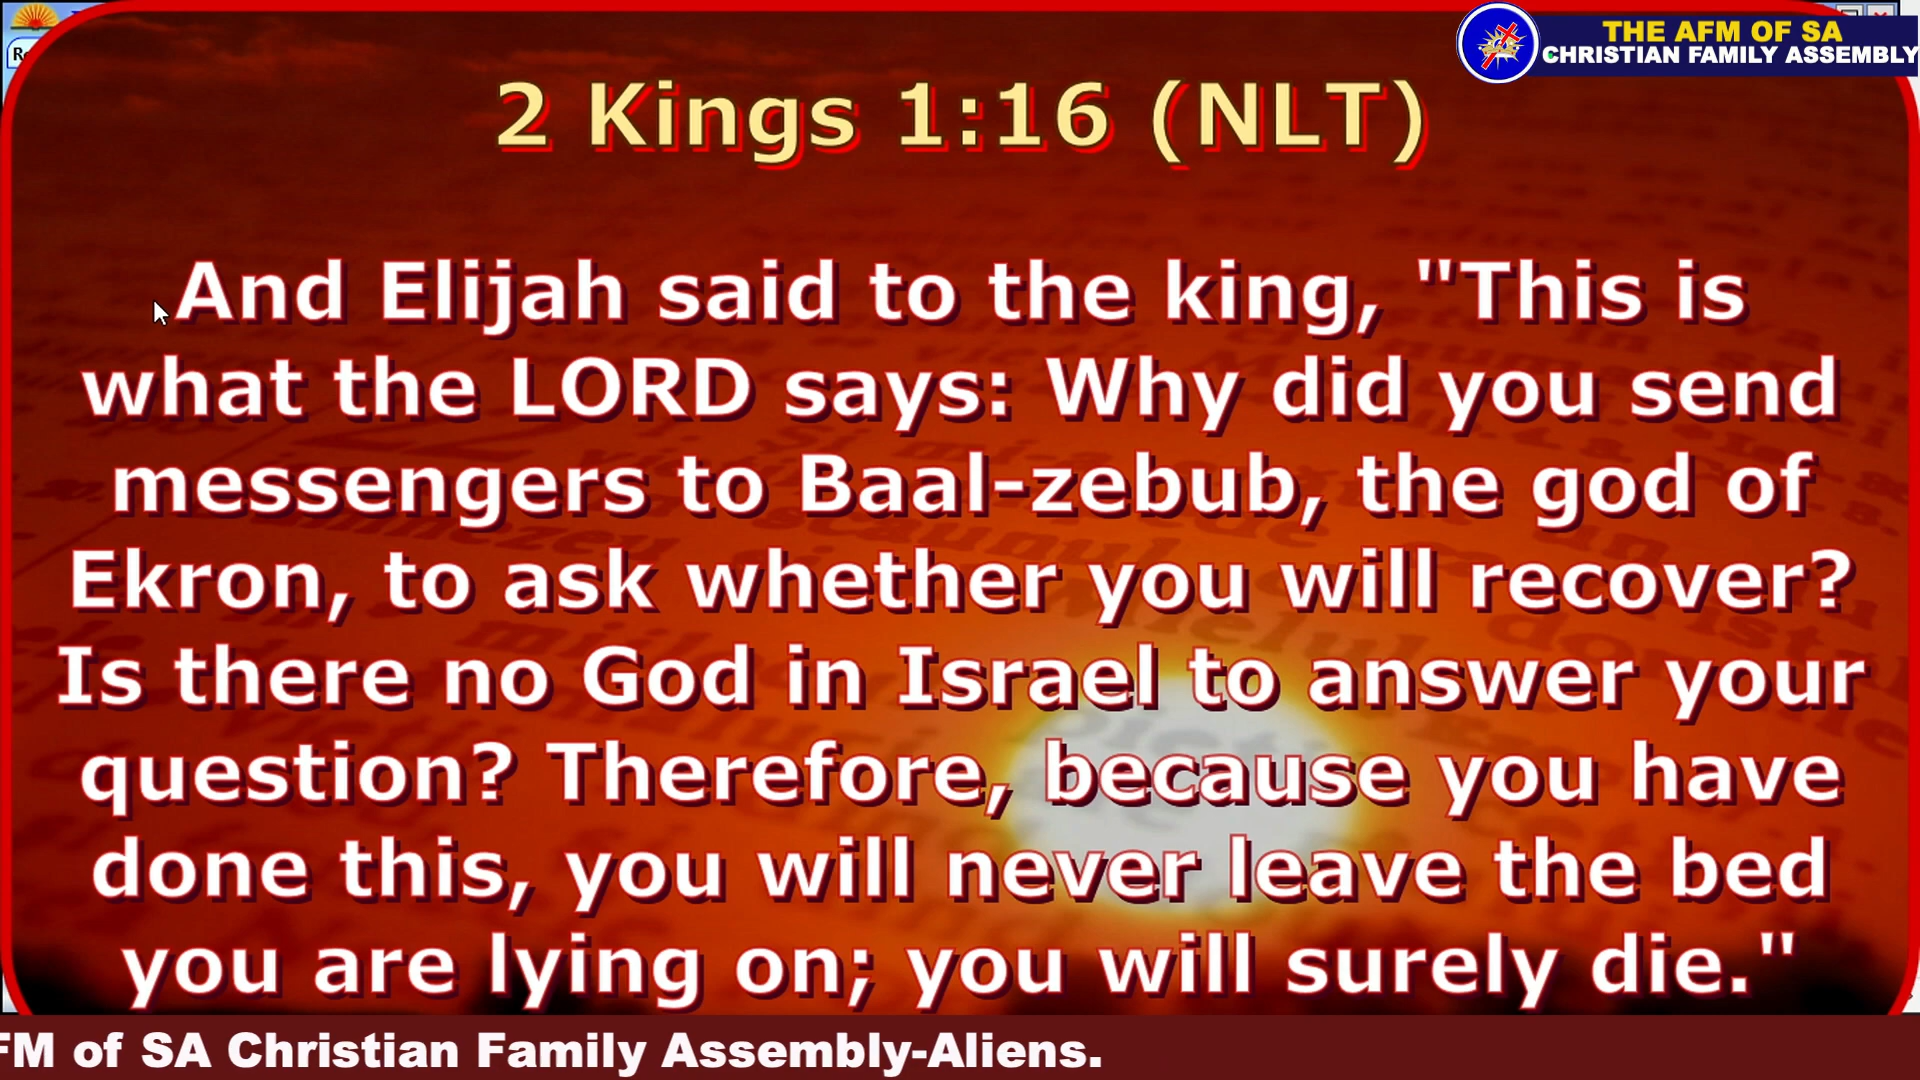 THE AFM OF SA
CHRISTIAN FAMILY ASSEMBLY
2 Kings 1:16 (NLT)
And Elijah said to the king, "This is
what the LORD says: Why did you send
messengers to Baal-zebub, the god of
Ekron, to ask whether you will recover?
Is there no God in Israel to answer your
question? Therefore, because you have
done this, you will never leave the bed
you are lying on; you will surely die."
FM of SA Christian Family Assembly-Aliens.